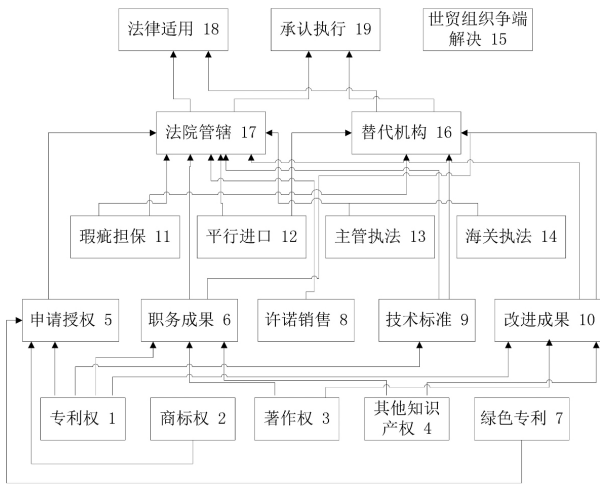 法律适用 18
承认执行 19
世贸组织争端
解决 15
法院管辖 17
替代机构 16
瑕疵担保 11
平行进口 12
主管执法 13
海关执法 14
申请授权 5
职务成果 6
许诺销售 8
技术标准 9
改进成果 10
专利权 1
商标权 2
著作权 3
其他知识
产权 4
绿色专利 7